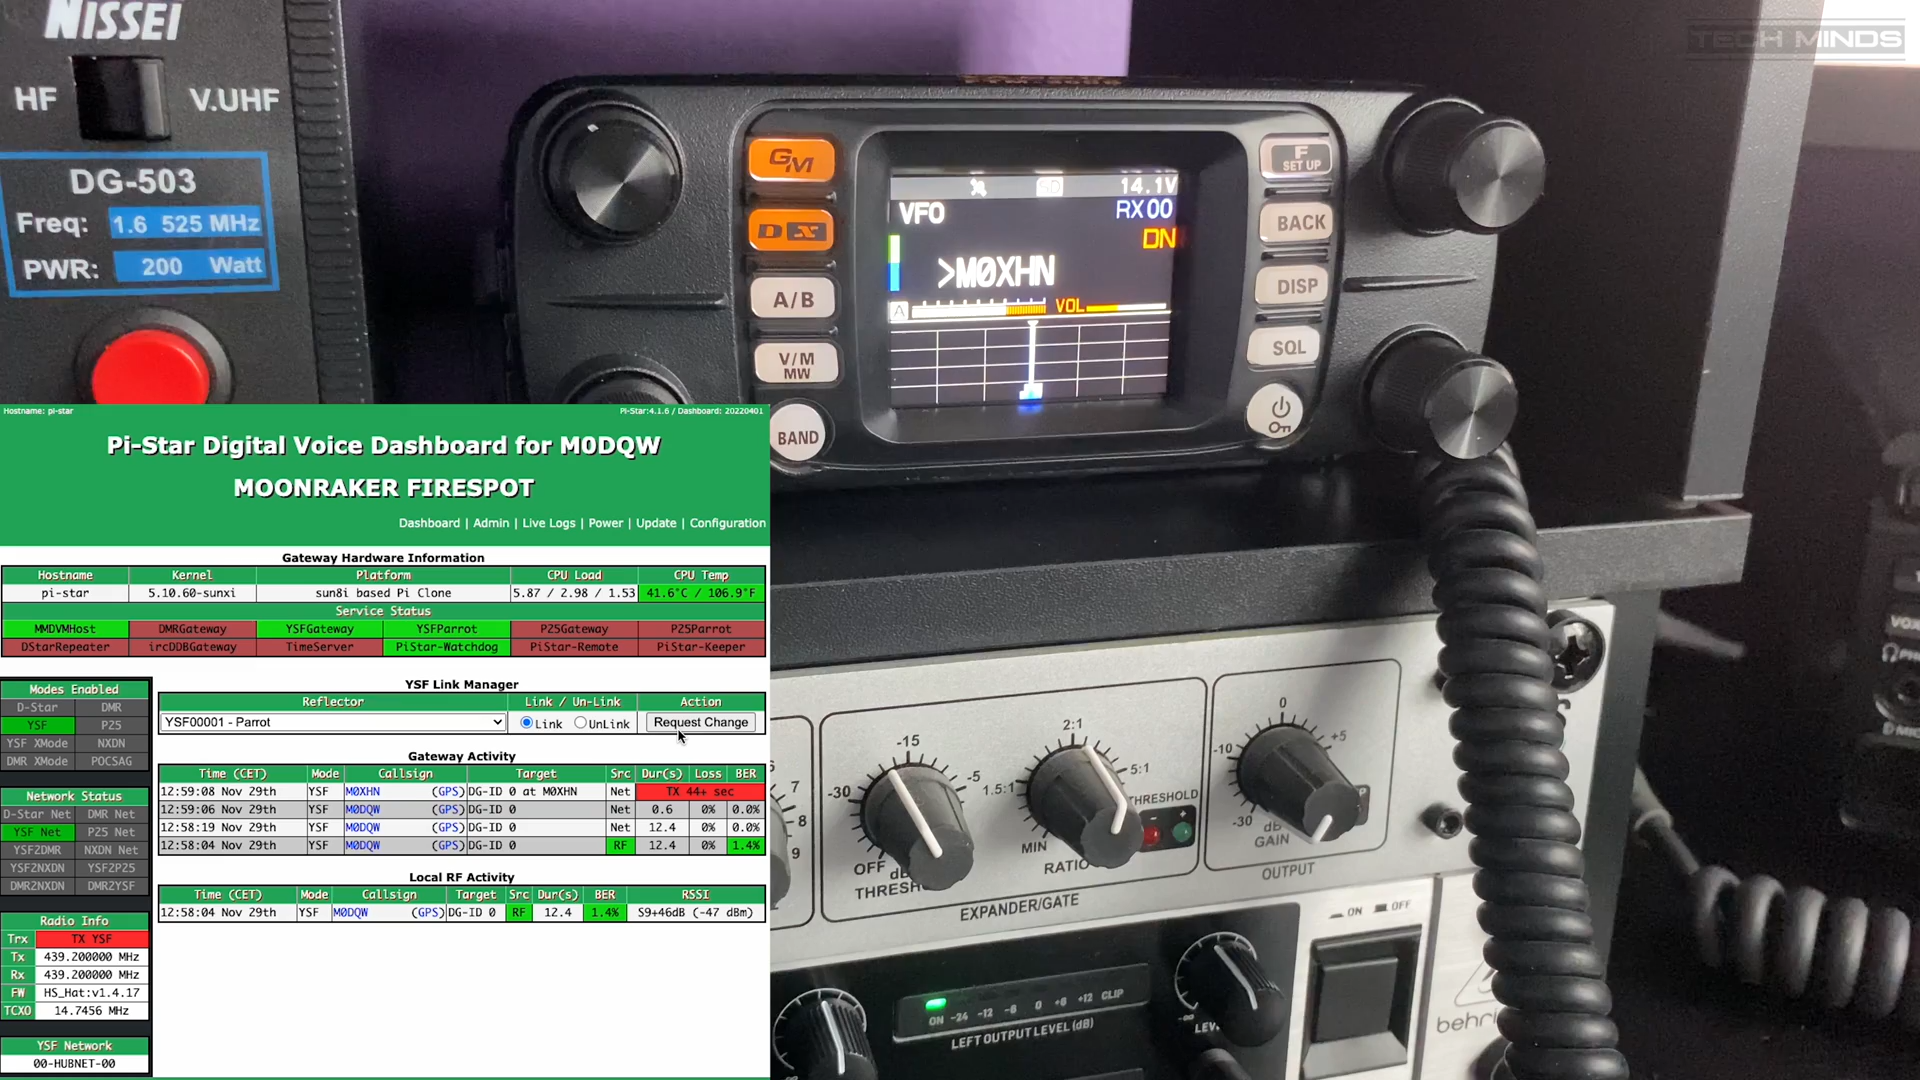 NISSEI
HF
V.UHF
DG-503
Freq: 1.6 525 MHz
PWR: 200 Watt
TECH MINDS
GM
DX
A/B
V/M
MW
BAND
SD
14.1V
VFO
RX00
DN
>MØXHN
A
VOL
F
SET UP
BACK
DISP
SQL
Hostname: pi-star
Pi-Star:4.1.6 / Dashboard: 20220401
Pi-Star Digital Voice Dashboard for M0DQW
MOONRAKER FIRESPOT
Dashboard | Admin | Live Logs | Power | Update | Configuration
Gateway Hardware Information
Hostname Kernel Platform CPU Load CPU Temp
pi-star 5.10.60-sunxi sun8i based Pi Clone 5.87 / 2.98 / 1.53 41.6°C / 106.9°F
Service Status
MMDVMHost DMRGateway YSFGateway YSFParrot P25Gateway P25Parrot
DStarRepeater ircDDBGateway TimeServer PiStar-Watchdog PiStar-Remote PiStar-Keeper
Modes Enabled
D-Star DMR
YSF P25
YSF XMode NXDN
DMR XMode POCSAG
Network Status
D-Star Net DMR Net
YSF Net P25 Net
YSF2DMR NXDN Net
YSF2NXDN YSF2P25
DMR2NXDN DMR2YSF
Radio Info
Trx TX YSF
Tx 439.200000 MHz
Rx 439.200000 MHz
FW HS_Hat:v1.4.17
TCXO 14.7456 MHz
YSF Network
00-HUBNET-00
YSF Link Manager
Reflector Link / Un-Link Action
YSF00001 - Parrot Link UnLink Request Change
Gateway Activity
Time (CET) Mode Callsign Target Src Dur(s) Loss BER
12:59:08 Nov 29th YSF M0XHN (GPS) DG-ID 0 at M0XHN Net TX 44+ sec
12:59:06 Nov 29th YSF M0DQW (GPS) DG-ID 0 Net 0.6 0% 0.0%
12:58:19 Nov 29th YSF M0DQW (GPS) DG-ID 0 Net 12.4 0% 0.0%
12:58:04 Nov 29th YSF M0DQW (GPS) DG-ID 0 RF 12.4 0% 1.4%
Local RF Activity
Time (CET) Mode Callsign Target Src Dur(s) BER RSSI
12:58:04 Nov 29th YSF M0DQW (GPS) DG-ID 0 RF 12.4 1.4% S9+46dB (-47 dBm)
7
8
9
-15
-30
-5
OFF
2:1
1.5:1
5:1
MIN
RATIO
THRESHOLD
- +
EXPANDER/GATE
0
-10
+5
-30
GAIN
OUTPUT
ON OFF
ON -24 -12 -6 0 +6 +12 CLIP
LEFT OUTPUT LEVEL (dB)